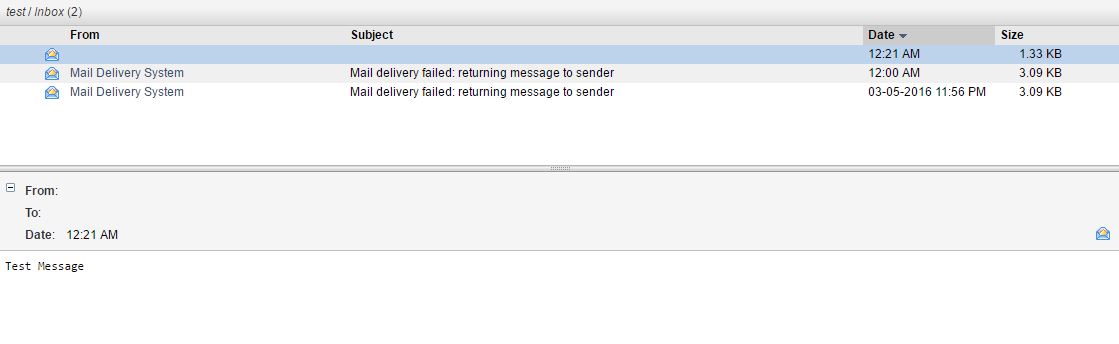 test / Inbox (2)
From Subject Date Size
12:21 AM 1.33 KB
Mail Delivery System Mail delivery failed: returning message to sender 12:00 AM 3.09 KB
Mail Delivery System Mail delivery failed: returning message to sender 03-05-2016 11:56 PM 3.09 KB
From:
To:
Date: 12:21 AM
Test Message